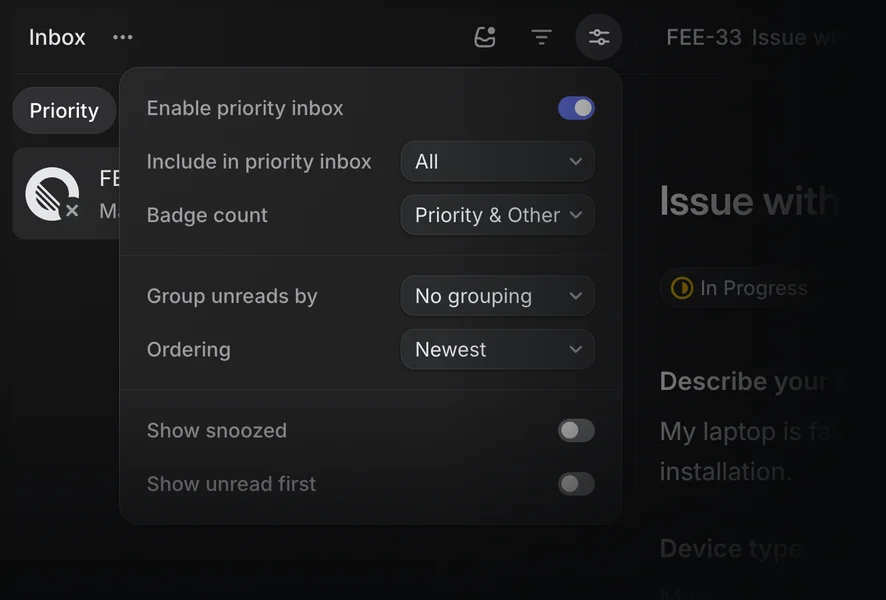 Inbox
FEE-33 Issue
Priority
Enable priority inbox
Include in priority inbox All
Badge count Priority & Other
Group unreads by No grouping
Ordering Newest
Show snoozed
Show unread first
Issue with
In Progress
Describe your
My laptop is
installation.
Device type